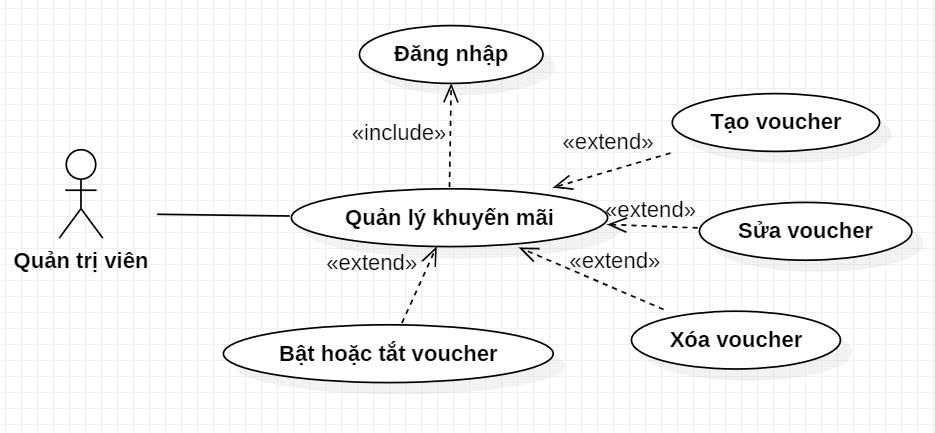 Đăng nhập
Tạo voucher
«include»
«extend»
Quản lý khuyến mãi
«extend»
Sửa voucher
Quản trị viên
«extend»
«extend»
Bật hoặc tắt voucher
Xóa voucher